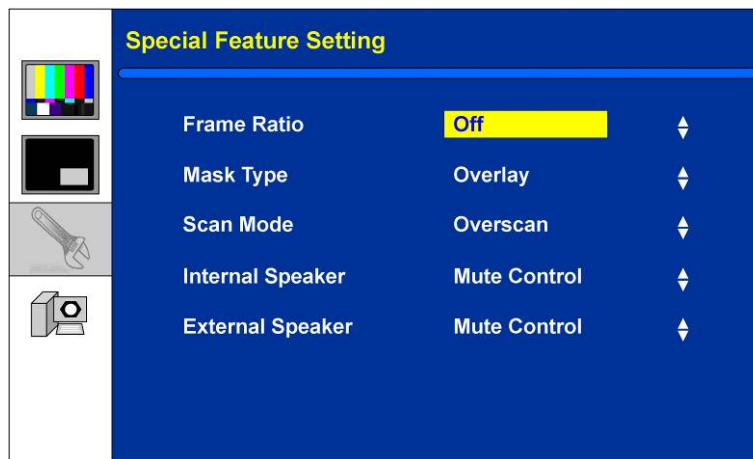 Special Feature Setting
Frame Ratio Off
Mask Type Overlay
Scan Mode Overscan
Internal Speaker Mute Control
External Speaker Mute Control